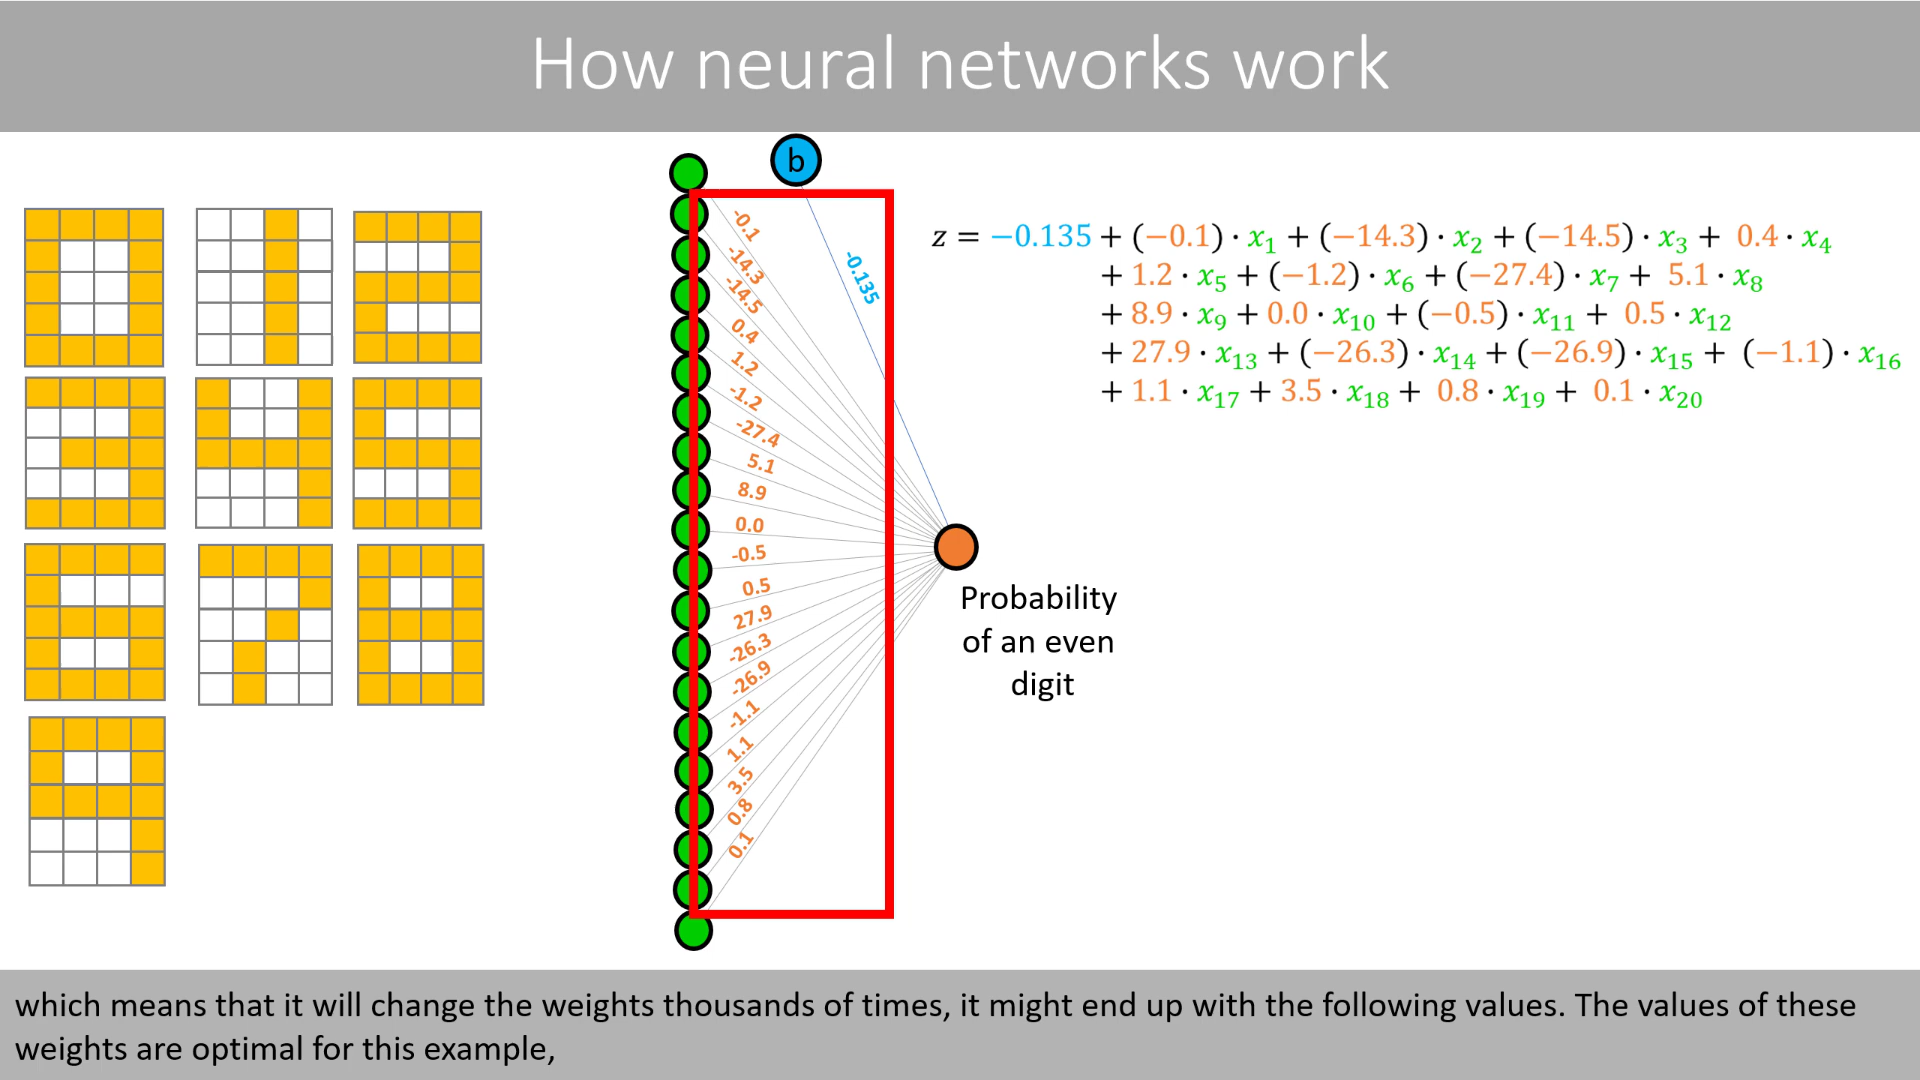 How neural networks work
b
-0.135
-0.1
-14.3
-14.5
0.4
1.2
-1.2
-27.4
5.1
8.9
0.0
-0.5
0.5
27.9
-26.3
-26.9
-1.1
1.1
3.5
0.8
0.1
z = −0.135 + (−0.1) · x₁ + (−14.3) · x₂ + (−14.5) · x₃ + 0.4 · x₄
+ 1.2 · x₅ + (−1.2) · x₆ + (−27.4) · x₇ + 5.1 · x₈
+ 8.9 · x₉ + 0.0 · x₁₀ + (−0.5) · x₁₁ + 0.5 · x₁₂
+ 27.9 · x₁₃ + (−26.3) · x₁₄ + (−26.9) · x₁₅ + (−1.1) · x₁₆
+ 1.1 · x₁₇ + 3.5 · x₁₈ + 0.8 · x₁₉ + 0.1 · x₂₀
Probability
of an even
digit
which means that it will change the weights thousands of times, it might end up with the following values. The values of these
weights are optimal for this example,